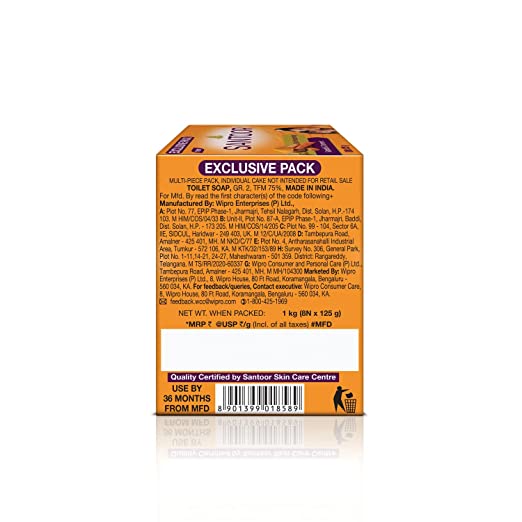 SANTOOR
EXCLUSIVE PACK
MULTI-PIECE PACK, INDIVIDUAL CAKE NOT INTENDED FOR RETAIL SALE
TOILET SOAP, GR. 2, TFM 75%, MADE IN INDIA.
For Mfd. By read the first character(s) of the code following+
Manufactured By: Wipro Enterprises (P) Ltd.,
A: Plot No. 77, EPIP Phase-1, Jharmajri, Tehsil Nalagarh, Dist. Solan, H.P.-174
103. M HIM/COS/04/33 B: Unit-II, Plot No. 87-A, EPIP Phase-1, Jharmajri, Baddi,
Dist. Solan, H.P. -173 205. M HIM/COS/14/205 C: Plot No. 99 - 104, Sector 6A,
IIE, SIDCUL, Haridwar - 249 403, UK. M 12/C/UA/2008 D: Tambepura Road,
Amalner - 425 401, MH. M NKD/C/77 E: Plot No. 4, Antharasanahalli Industrial
Area, Tumkur - 572 106, KA. M KTK/32/153/89 H: Survey No. 306, General Park,
Plot No. 1-11,14-21, 24-27, Maheshwaram - 501 359. District: Rangareddy,
Telangana. M TS/RR/2020-60337 G: Wipro Consumer and Personal Care (P) Ltd.,
Tambepura Road, Amalner - 425 401, MH. M MH/104300 Marketed By: Wipro
Enterprises (P) Ltd., 8, Wipro House, 80 Ft Road, Koramangala, Bengaluru -
560 034, KA. For feedback/queries, Contact executive: Wipro Consumer Care,
8, Wipro House, 80 Ft Road, Koramangala, Bengaluru - 560 034, KA.
feedback.wcc@wipro.com 1-800-425-1969
NET WT. WHEN PACKED: 1 kg (8N x 125 g)
*MRP ₹ @USP ₹/g (Incl. of all taxes) #MFD
Quality Certified by Santoor Skin Care Centre
USE BY
36 MONTHS
FROM MFD
8 901399 018589